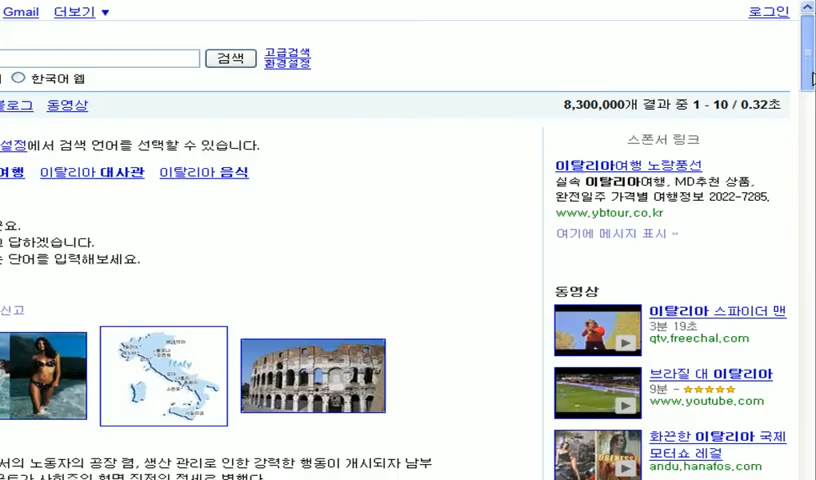 Gmail 더보기 ▼ 로그인
검색 고급검색
환경설정
한국어 웹
블로그 동영상 8,300,000개 결과 중 1 - 10 / 0.32초
설정에서 검색 언어를 선택할 수 있습니다.
여행 이탈리아 대사관 이탈리아 음식
답하겠습니다.
단어를 입력해보세요.
신고
Italy
서의 노동자의 공장 렴, 생산 관리로 인한 강력한 행동이 개시되자 남부
스폰서 링크
이탈리아여행 노랑풍선
실속 이탈리아여행, MD추천 상품,
완전일주 가격별 여행정보 2022-7285.
www.ybtour.co.kr
여기에 메시지 표시 »
동영상
이탈리아 스파이더 맨
3분 19초
qtv.freechal.com
브라질 대 이탈리아
9분 - ★★★★★
www.youtube.com
화끈한 이탈리아 국제
모터쇼 레걸
andu.hanafos.com